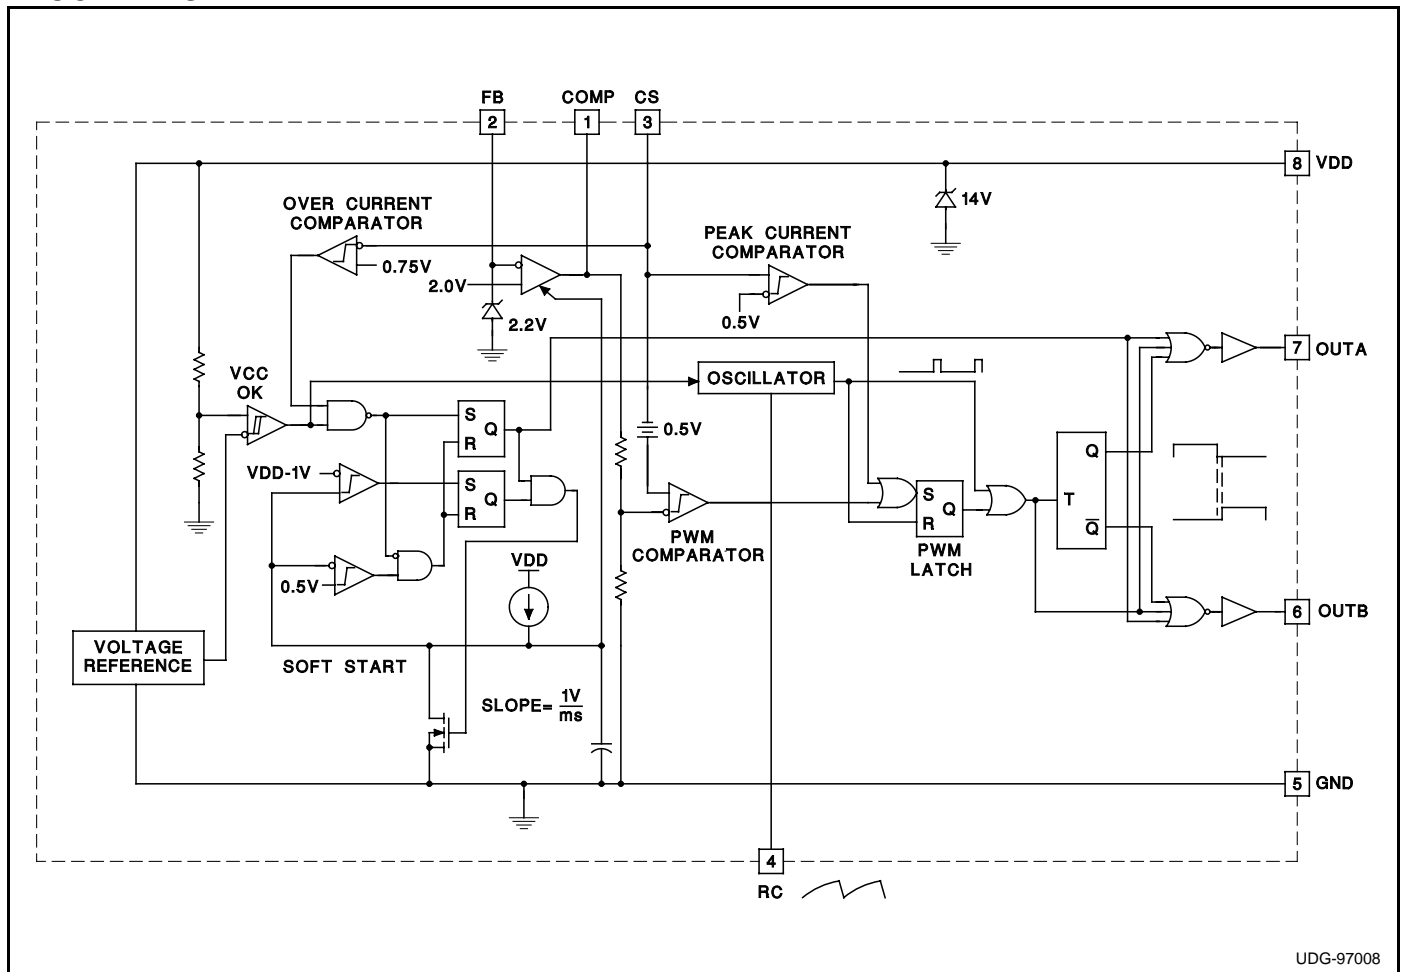 FB COMP CS
2 1 3
8 VDD
14V
OVER CURRENT
COMPARATOR
0.75V
PEAK CURRENT
COMPARATOR
2.0V
2.2V
0.5V
7 OUTA
VCC
OK
OSCILLATOR
S
Q
R
0.5V
VDD-1V
S
Q
R
PWM
COMPARATOR
S
Q
R
PWM
LATCH
Q
T
Q
0.5V
VDD
6 OUTB
VOLTAGE
REFERENCE
SOFT START
SLOPE= 1V
ms
5 GND
4
RC
UDG-97008